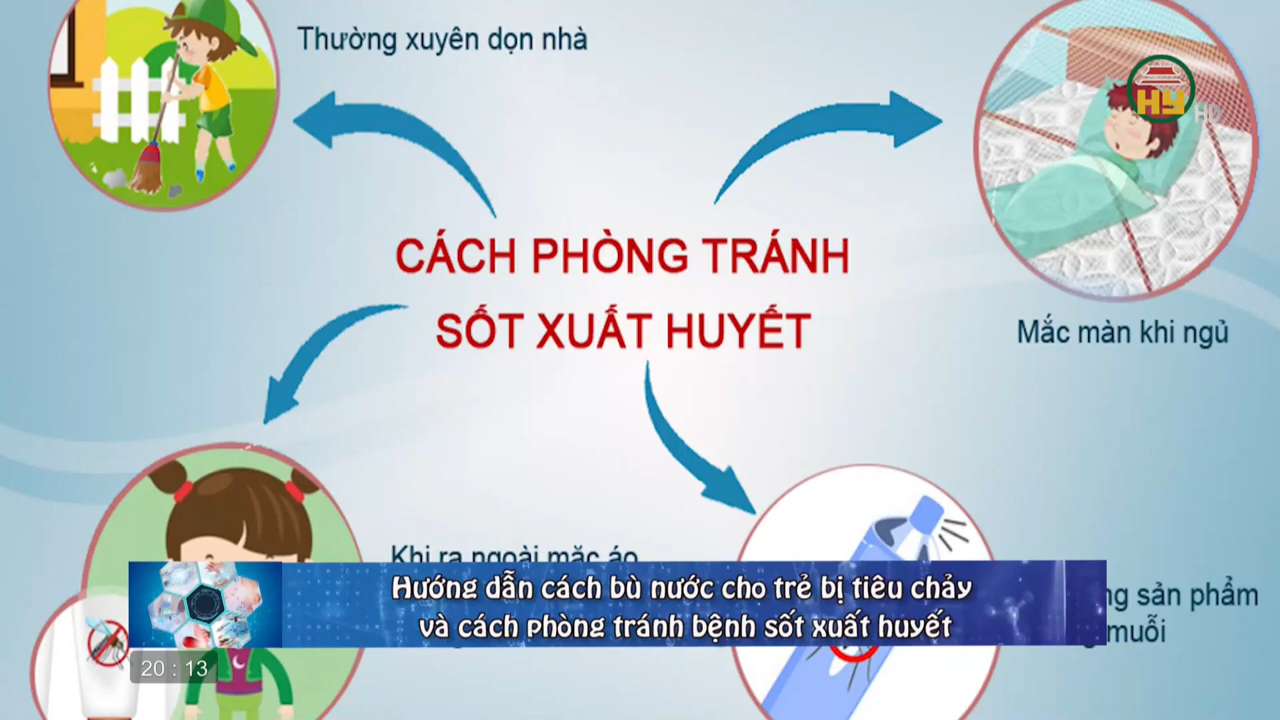 Thường xuyên dọn nhà
HY
HD
CÁCH PHÒNG TRÁNH
SỐT XUẤT HUYẾT
Mắc màn khi ngủ
Khi ra ngoài mặc áo
Hướng dẫn cách bù nước cho trẻ bị tiêu chảy
và cách phòng tránh bệnh sốt xuất huyết
sản phẩm
muỗi
20 : 13